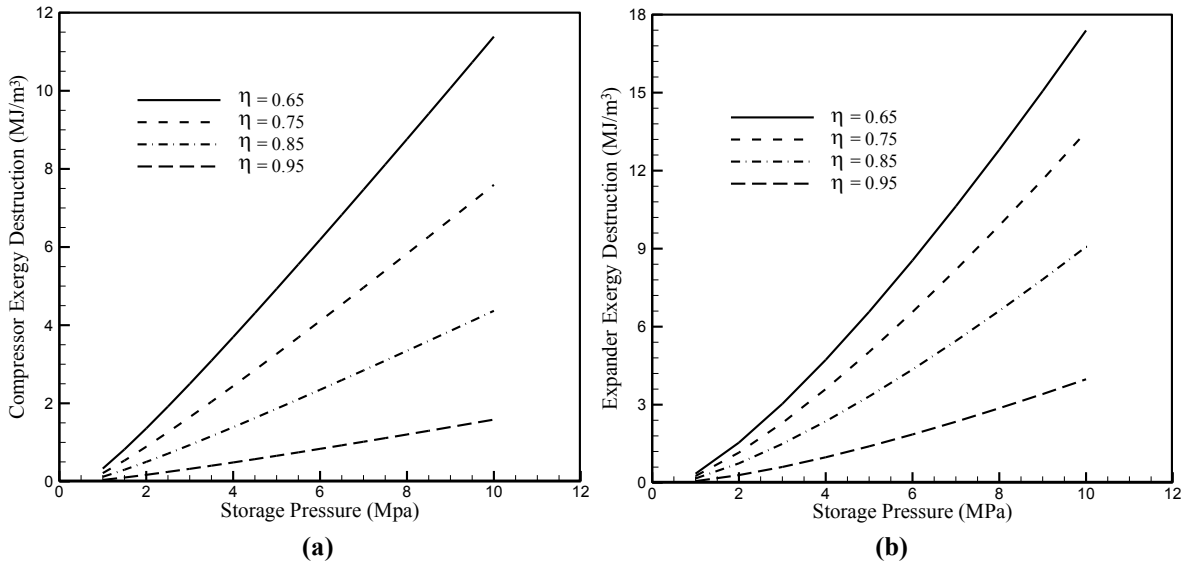 12
10
8
6
4
2
0
Compressor Exergy Destruction (MJ/m³)
η = 0.65
η = 0.75
η = 0.85
η = 0.95
0 2 4 6 8 10 12
Storage Pressure (Mpa)
(a)
18
15
12
9
6
3
0
Expander Exergy Destruction (MJ/m³)
η = 0.65
η = 0.75
η = 0.85
η = 0.95
0 2 4 6 8 10 12
Storage Pressure (MPa)
(b)